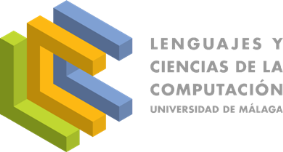 LENGUAJES Y
CIENCIAS DE LA
COMPUTACIÓN
UNIVERSIDAD DE MÁLAGA